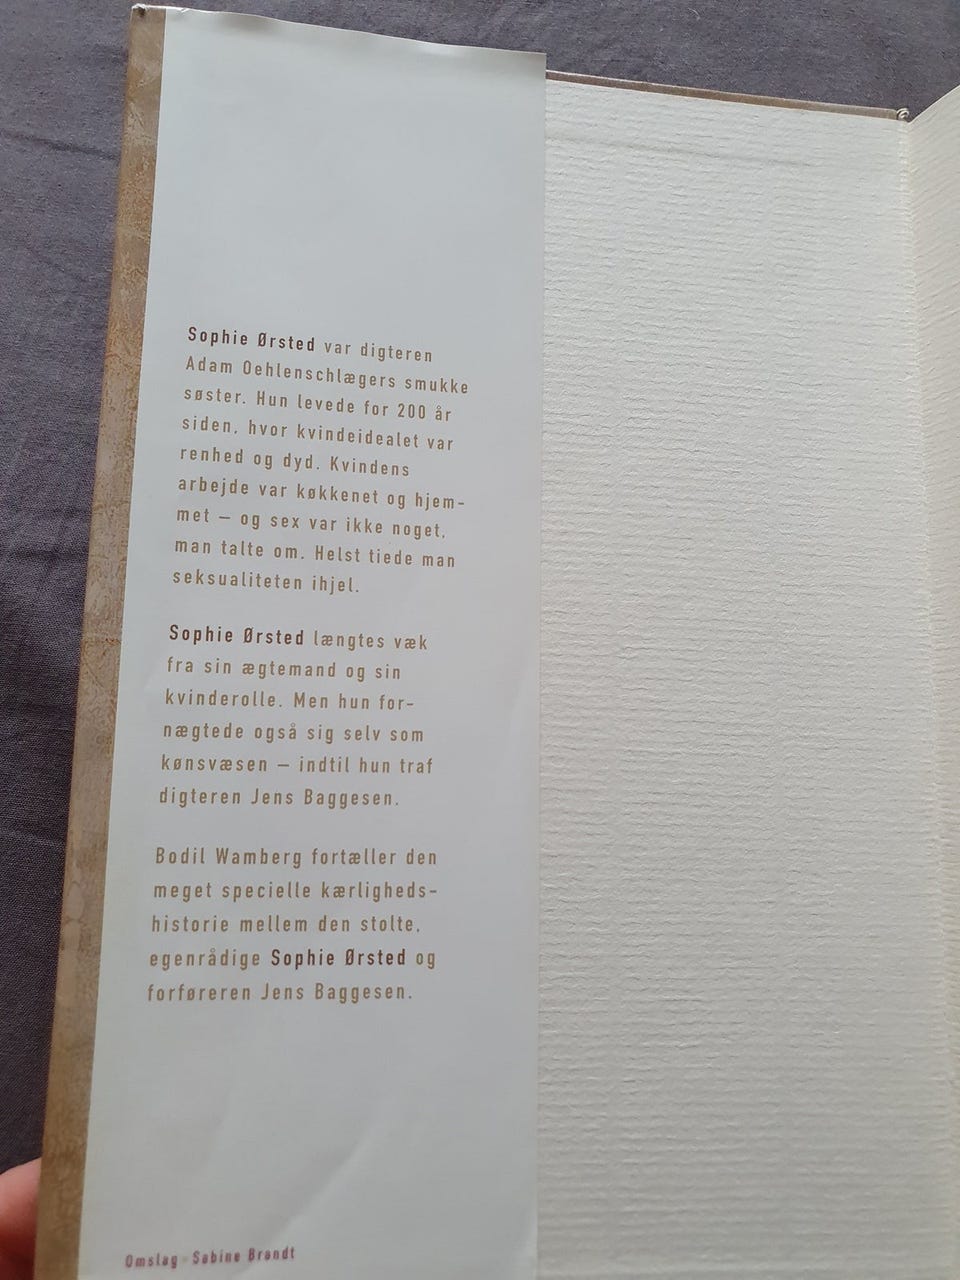 Sophie Ørsted var digteren
Adam Oehlenschlægers smukke
søster. Hun levede for 200 år
siden, hvor kvindeidealet var
renhed og dyd. Kvindens
arbejde var køkkenet og hjem-
met – og sex var ikke noget,
man talte om. Helst tiede man
seksualiteten ihjel.
Sophie Ørsted længtes væk
fra sin ægtemand og sin
kvinderolle. Men hun for-
nægtede også sig selv som
kønsvæsen – indtil hun traf
digteren Jens Baggesen.
Bodil Wamberg fortæller den
meget specielle kærligheds-
historie mellem den stolte,
egenrådige Sophie Ørsted og
forføreren Jens Baggesen.
Omslag · Sabine Brandt